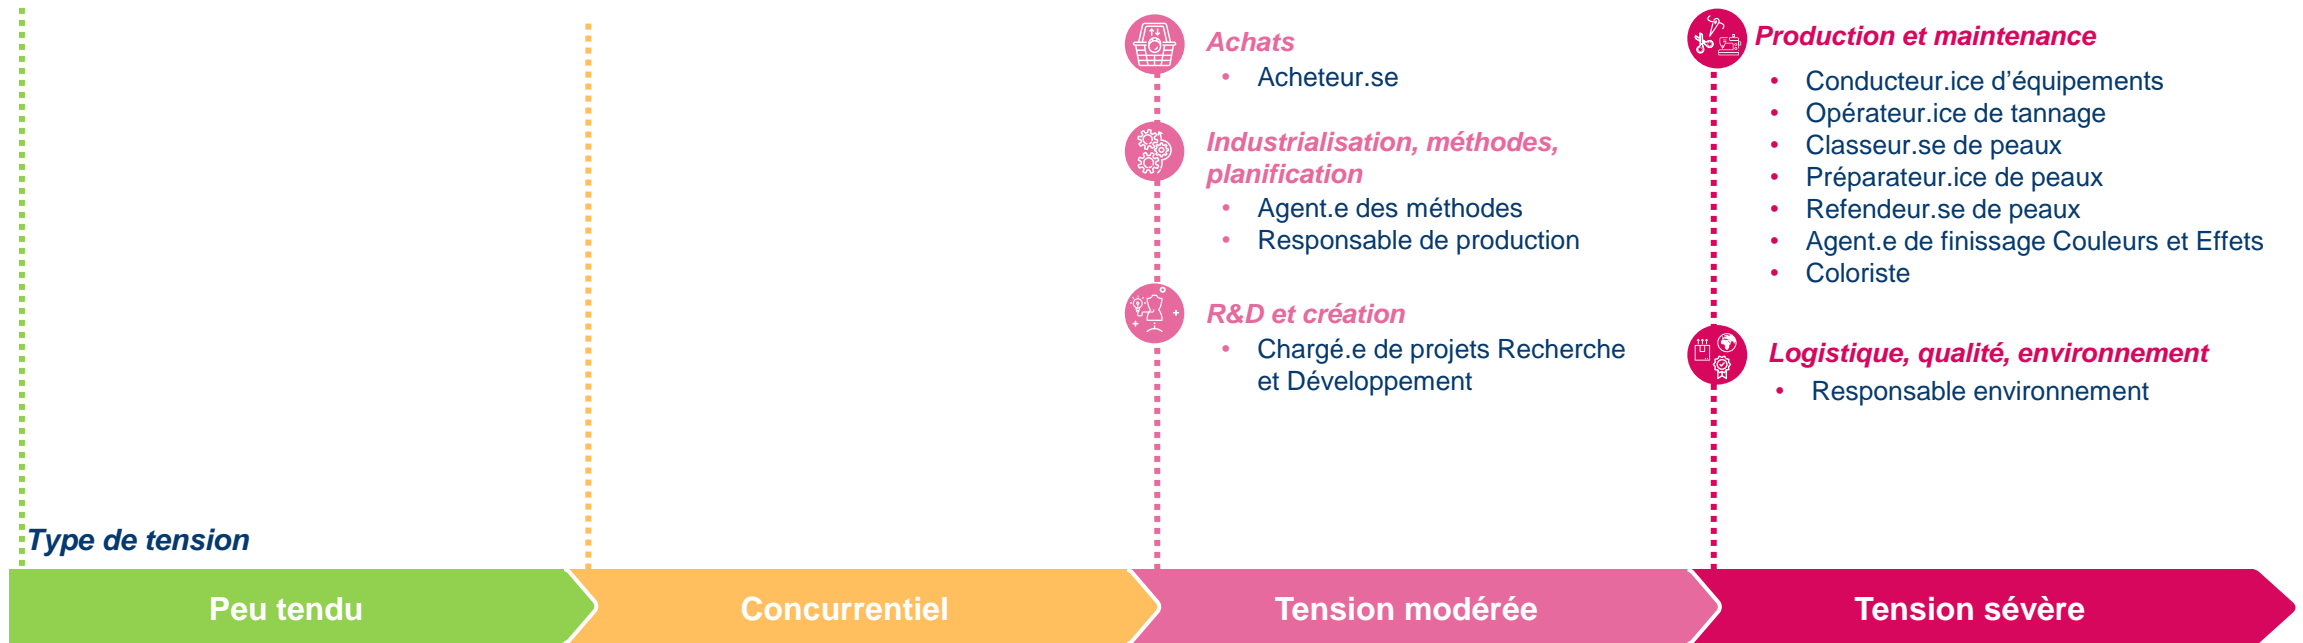 Achats
• Acheteur.se
Industrialisation, méthodes,
planification
• Agent.e des méthodes
• Responsable de production
R&D et création
• Chargé.e de projets Recherche
et Développement
Production et maintenance
• Conducteur.ice d’équipements
• Opérateur.ice de tannage
• Classeur.se de peaux
• Préparateur.ice de peaux
• Refendeur.se de peaux
• Agent.e de finissage Couleurs et Effets
• Coloriste
Logistique, qualité, environnement
• Responsable environnement
Type de tension
Peu tendu
Concurrentiel
Tension modérée
Tension sévère